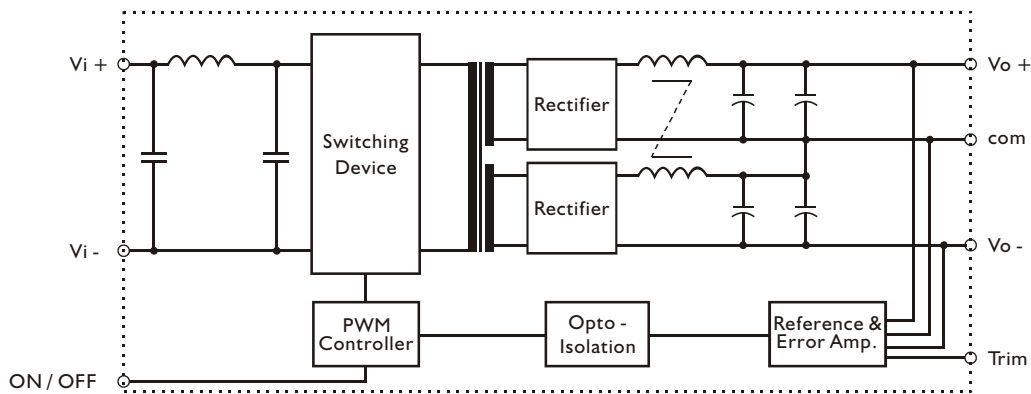 Vi +
Vo +
Rectifier
com
Switching
Device
Rectifier
Vi -
Vo -
PWM
Controller
Opto -
Isolation
Reference &
Error Amp.
Trim
ON / OFF